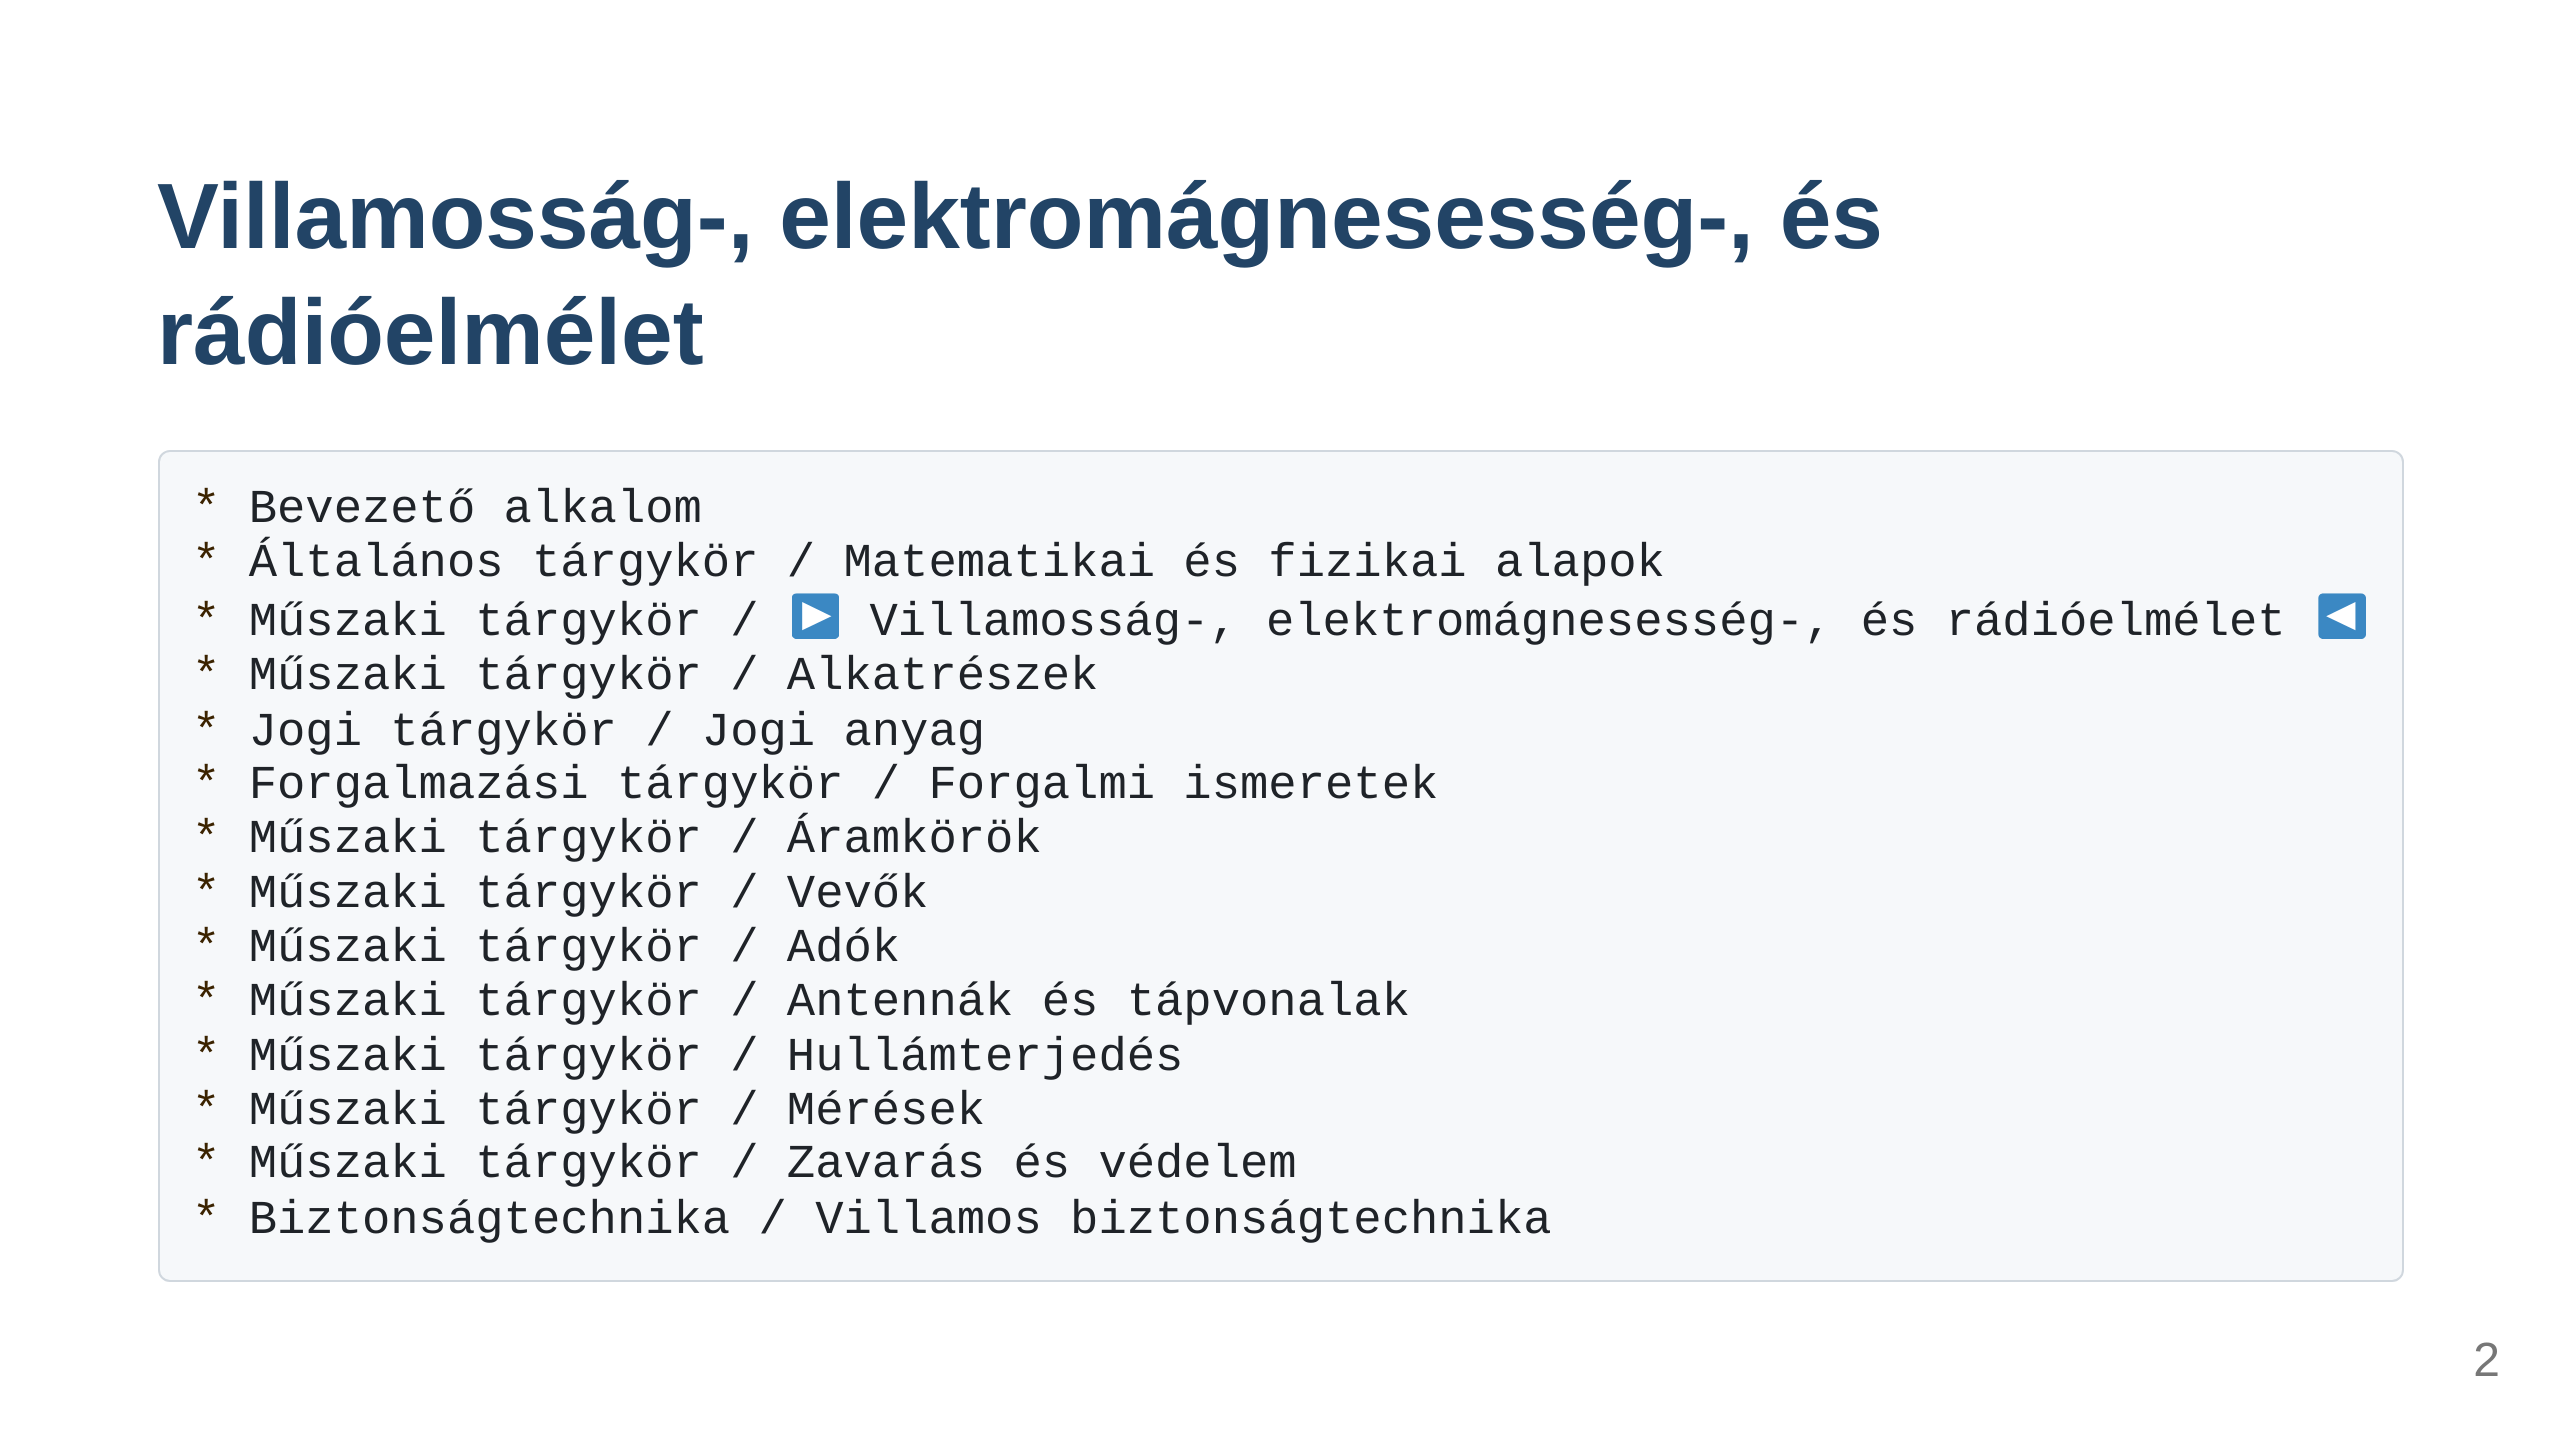 Villamosság-, elektromágnesesség-, és
rádióelmélet
* Bevezető alkalom
* Általános tárgykör / Matematikai és fizikai alapok
* Műszaki tárgykör / ▶ Villamosság-, elektromágnesesség-, és rádióelmélet ◀
* Műszaki tárgykör / Alkatrészek
* Jogi tárgykör / Jogi anyag
* Forgalmazási tárgykör / Forgalmi ismeretek
* Műszaki tárgykör / Áramkörök
* Műszaki tárgykör / Vevők
* Műszaki tárgykör / Adók
* Műszaki tárgykör / Antennák és tápvonalak
* Műszaki tárgykör / Hullámterjedés
* Műszaki tárgykör / Mérések
* Műszaki tárgykör / Zavarás és védelem
* Biztonságtechnika / Villamos biztonságtechnika
2